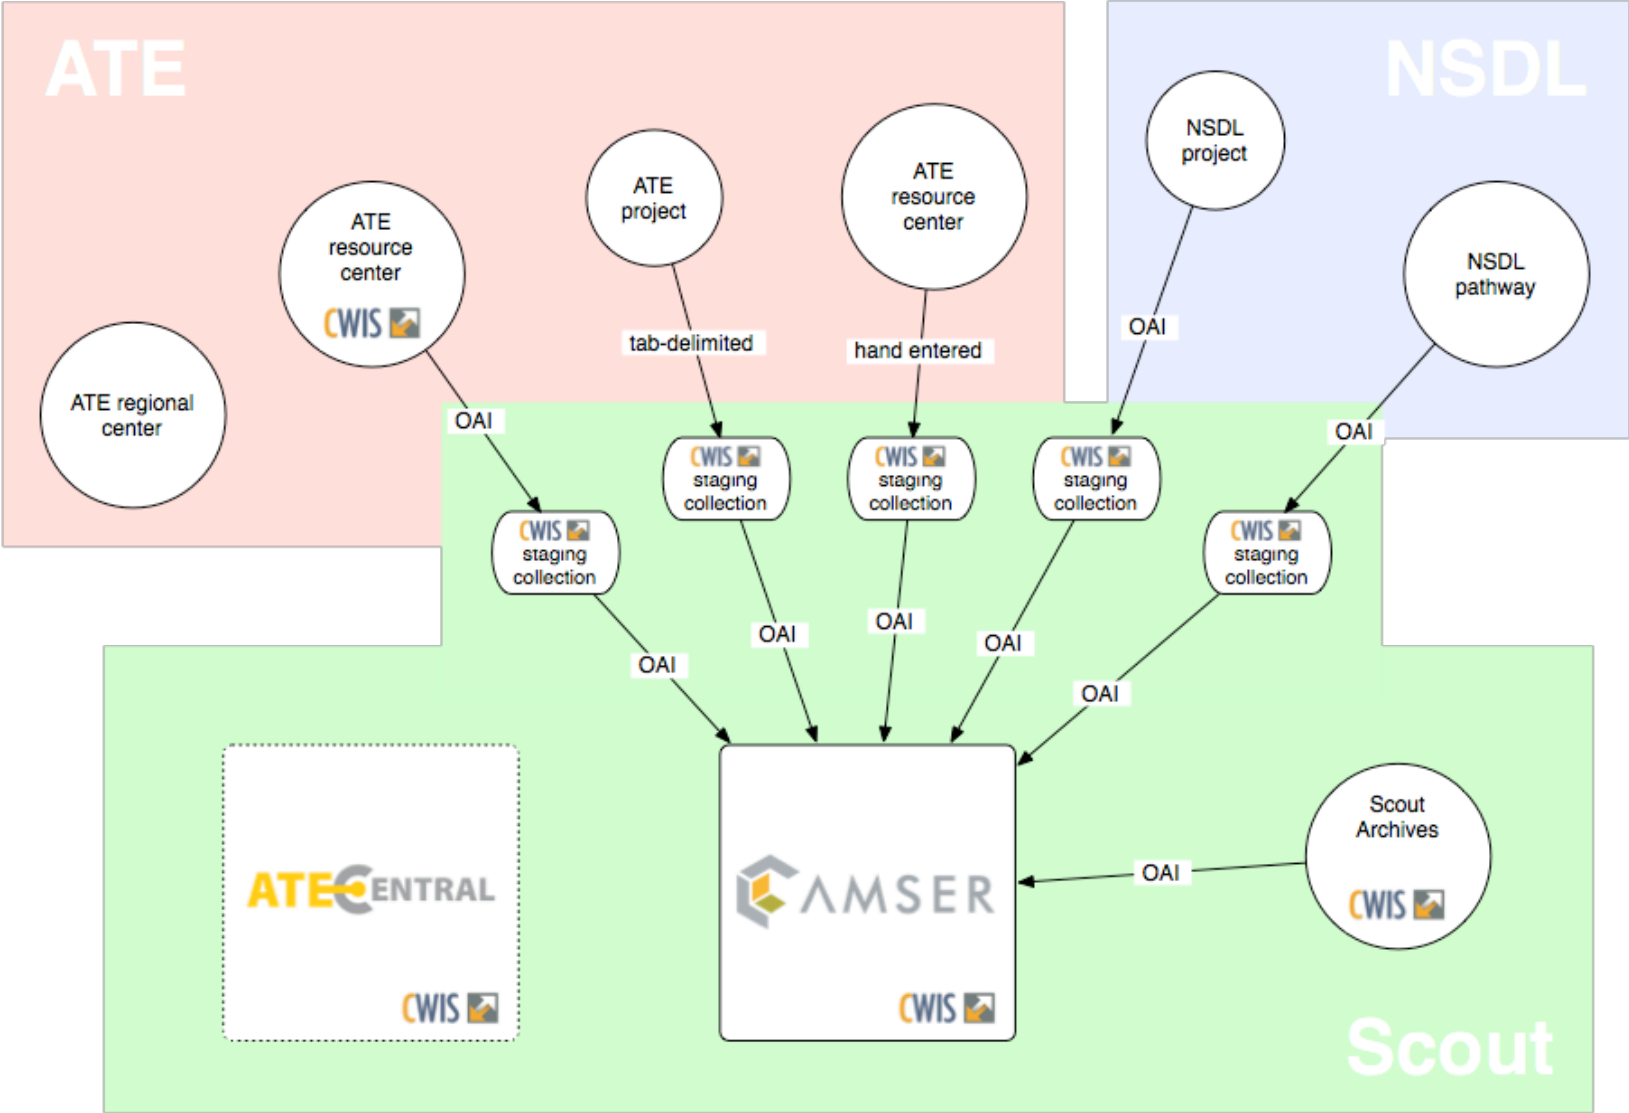 ATE
NSDL
NSDL
project
ATE
resource
center
ATE
project
ATE
resource
center
CWIS
NSDL
pathway
OAI
tab-delimited
hand entered
ATE regional
center
OAI
OAI
CWIS
staging
collection
CWIS
staging
collection
CWIS
staging
collection
CWIS
staging
collection
CWIS
staging
collection
OAI
OAI
OAI
OAI
OAI
Scout
Archives
CWIS
OAI
ATECENTRAL
CWIS
AMSER
CWIS
Scout